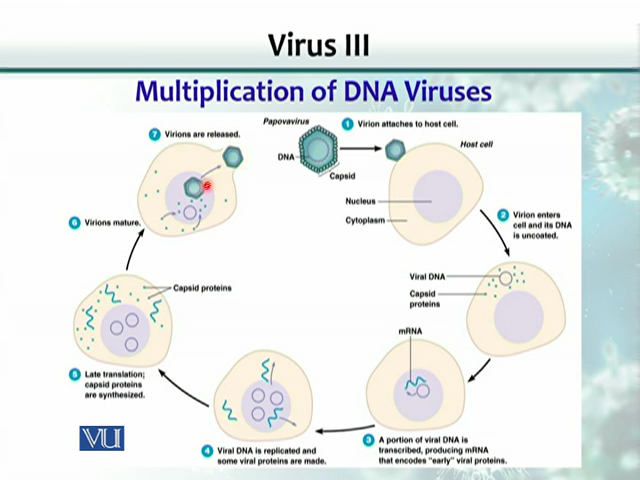 Virus III
Multiplication of DNA Viruses
Papovavirus
1 Virion attaches to host cell.
7 Virions are released.
DNA
Capsid
Host cell
Nucleus
Cytoplasm
2 Virion enters
cell and its DNA
is uncoated.
6 Virions mature.
Viral DNA
Capsid
proteins
Capsid proteins
mRNA
5 Late translation;
capsid proteins
are synthesized.
3 A portion of viral DNA is
transcribed, producing mRNA
that encodes "early" viral proteins.
4 Viral DNA is replicated and
some viral proteins are made.
VU